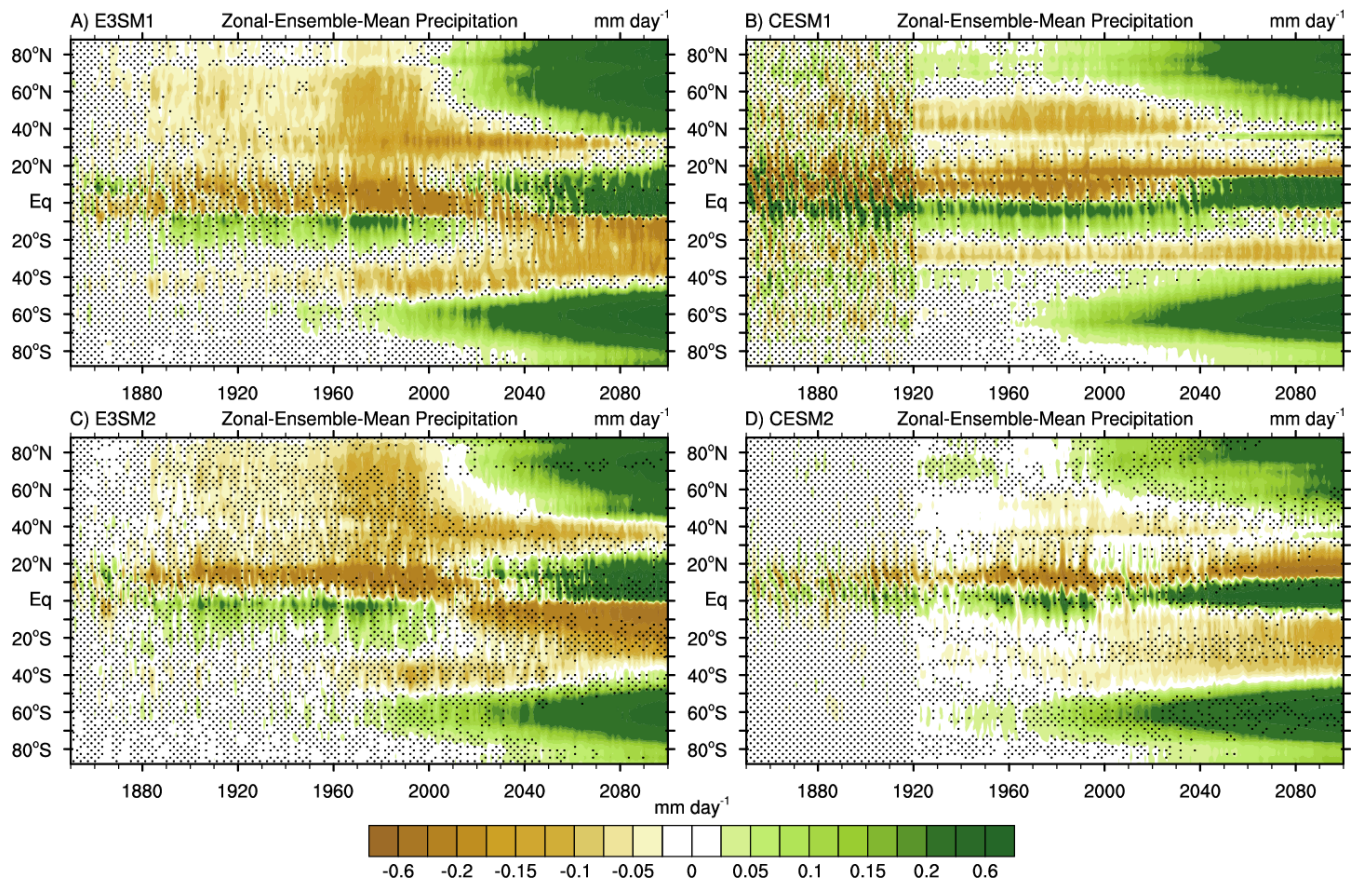 A) E3SM1 Zonal-Ensemble-Mean Precipitation mm day⁻¹
B) CESM1 Zonal-Ensemble-Mean Precipitation mm day⁻¹
80°N
60°N
40°N
20°N
Eq
20°S
40°S
60°S
80°S
1880 1920 1960 2000 2040 2080
80°N
60°N
40°N
20°N
Eq
20°S
40°S
60°S
80°S
1880 1920 1960 2000 2040 2080
C) E3SM2 Zonal-Ensemble-Mean Precipitation mm day⁻¹
D) CESM2 Zonal-Ensemble-Mean Precipitation mm day⁻¹
80°N
60°N
40°N
20°N
Eq
20°S
40°S
60°S
80°S
1880 1920 1960 2000 2040 2080
80°N
60°N
40°N
20°N
Eq
20°S
40°S
60°S
80°S
1880 1920 1960 2000 2040 2080
mm day⁻¹
-0.6 -0.2 -0.15 -0.1 -0.05 0 0.05 0.1 0.15 0.2 0.6